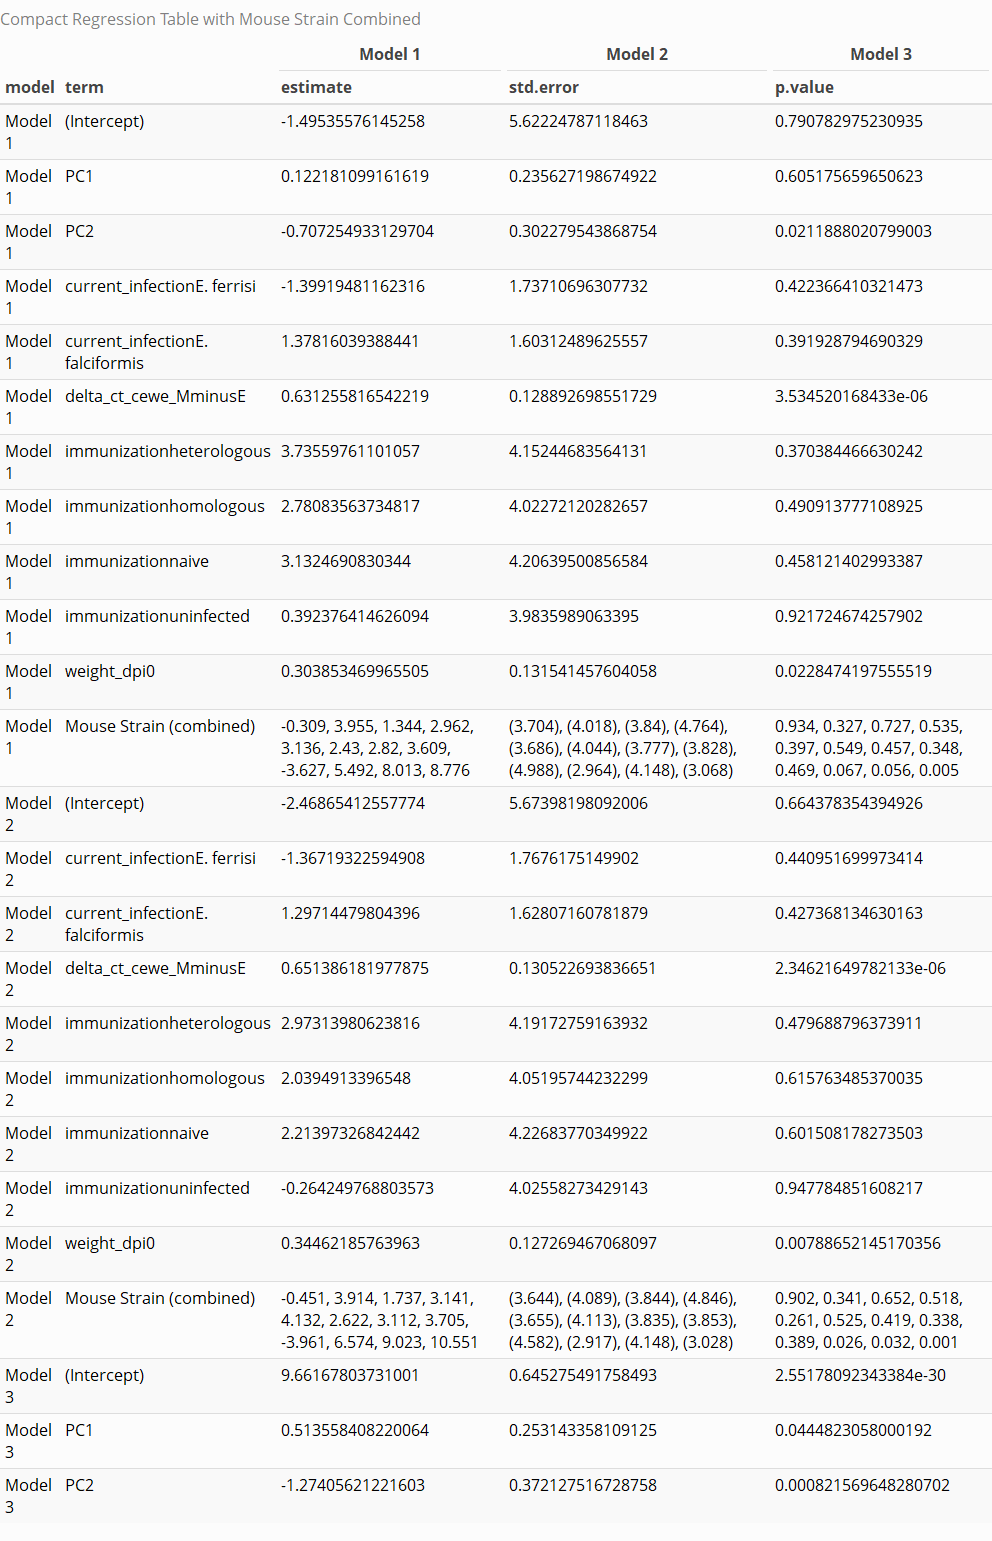 Compact Regression Table with Mouse Strain Combined
Model 1 Model 2 Model 3
model term estimate std.error p.value
Model (Intercept) -1.49535576145258 5.62224787118463 0.790782975230935
1
Model PC1 0.122181099161619 0.235627198674922 0.605175659650623
1
Model PC2 -0.707254933129704 0.302279543868754 0.0211888020799003
1
Model current_infectionE. ferrisi -1.39919481162316 1.73710696307732 0.422366410321473
1
Model current_infectionE. 1.37816039388441 1.60312489625557 0.391928794690329
1 falciformis
Model delta_ct_cewe_MminusE 0.631255816542219 0.128892698551729 3.534520168433e-06
1
Model immunizationheterologous 3.73559761101057 4.15244683564131 0.370384466630242
1
Model immunizationhomologous 2.78083563734817 4.02272120282657 0.490913777108925
1
Model immunizationnaive 3.1324690830344 4.20639500856584 0.458121402993387
1
Model immunizationuninfected 0.392376414626094 3.9835989063395 0.921724674257902
1
Model weight_dpi0 0.303853469965505 0.131541457604058 0.0228474197555519
1
Model Mouse Strain (combined) -0.309, 3.955, 1.344, 2.962, (3.704), (4.018), (3.84), (4.764), 0.934, 0.327, 0.727, 0.535,
1 3.136, 2.43, 2.82, 3.609, (3.686), (4.044), (3.777), (3.828), 0.397, 0.549, 0.457, 0.348,
-3.627, 5.492, 8.013, 8.776 (4.988), (2.964), (4.148), (3.068) 0.469, 0.067, 0.056, 0.005
Model (Intercept) -2.46865412557774 5.67398198092006 0.664378354394926
2
Model current_infectionE. ferrisi -1.36719322594908 1.7676175149902 0.440951699973414
2
Model current_infectionE. 1.29714479804396 1.62807160781879 0.427368134630163
2 falciformis
Model delta_ct_cewe_MminusE 0.651386181977875 0.130522693836651 2.34621649782133e-06
2
Model immunizationheterologous 2.97313980623816 4.19172759163932 0.479688796373911
2
Model immunizationhomologous 2.0394913396548 4.05195744232299 0.615763485370035
2
Model immunizationnaive 2.21397326842442 4.22683770349922 0.601508178273503
2
Model immunizationuninfected -0.264249768803573 4.02558273429143 0.947784851608217
2
Model weight_dpi0 0.34462185763963 0.127269467068097 0.00788652145170356
2
Model Mouse Strain (combined) -0.451, 3.914, 1.737, 3.141, (3.644), (4.089), (3.844), (4.846), 0.902, 0.341, 0.652, 0.518,
2 4.132, 2.622, 3.112, 3.705, (3.655), (4.113), (3.835), (3.853), 0.261, 0.525, 0.419, 0.338,
-3.961, 6.574, 9.023, 10.551 (4.582), (2.917), (4.148), (3.028) 0.389, 0.026, 0.032, 0.001
Model (Intercept) 9.66167803731001 0.645275491758493 2.55178092343384e-30
3
Model PC1 0.513558408220064 0.253143358109125 0.0444823058000192
3
Model PC2 -1.27405621221603 0.372127516728758 0.000821569648280702
3